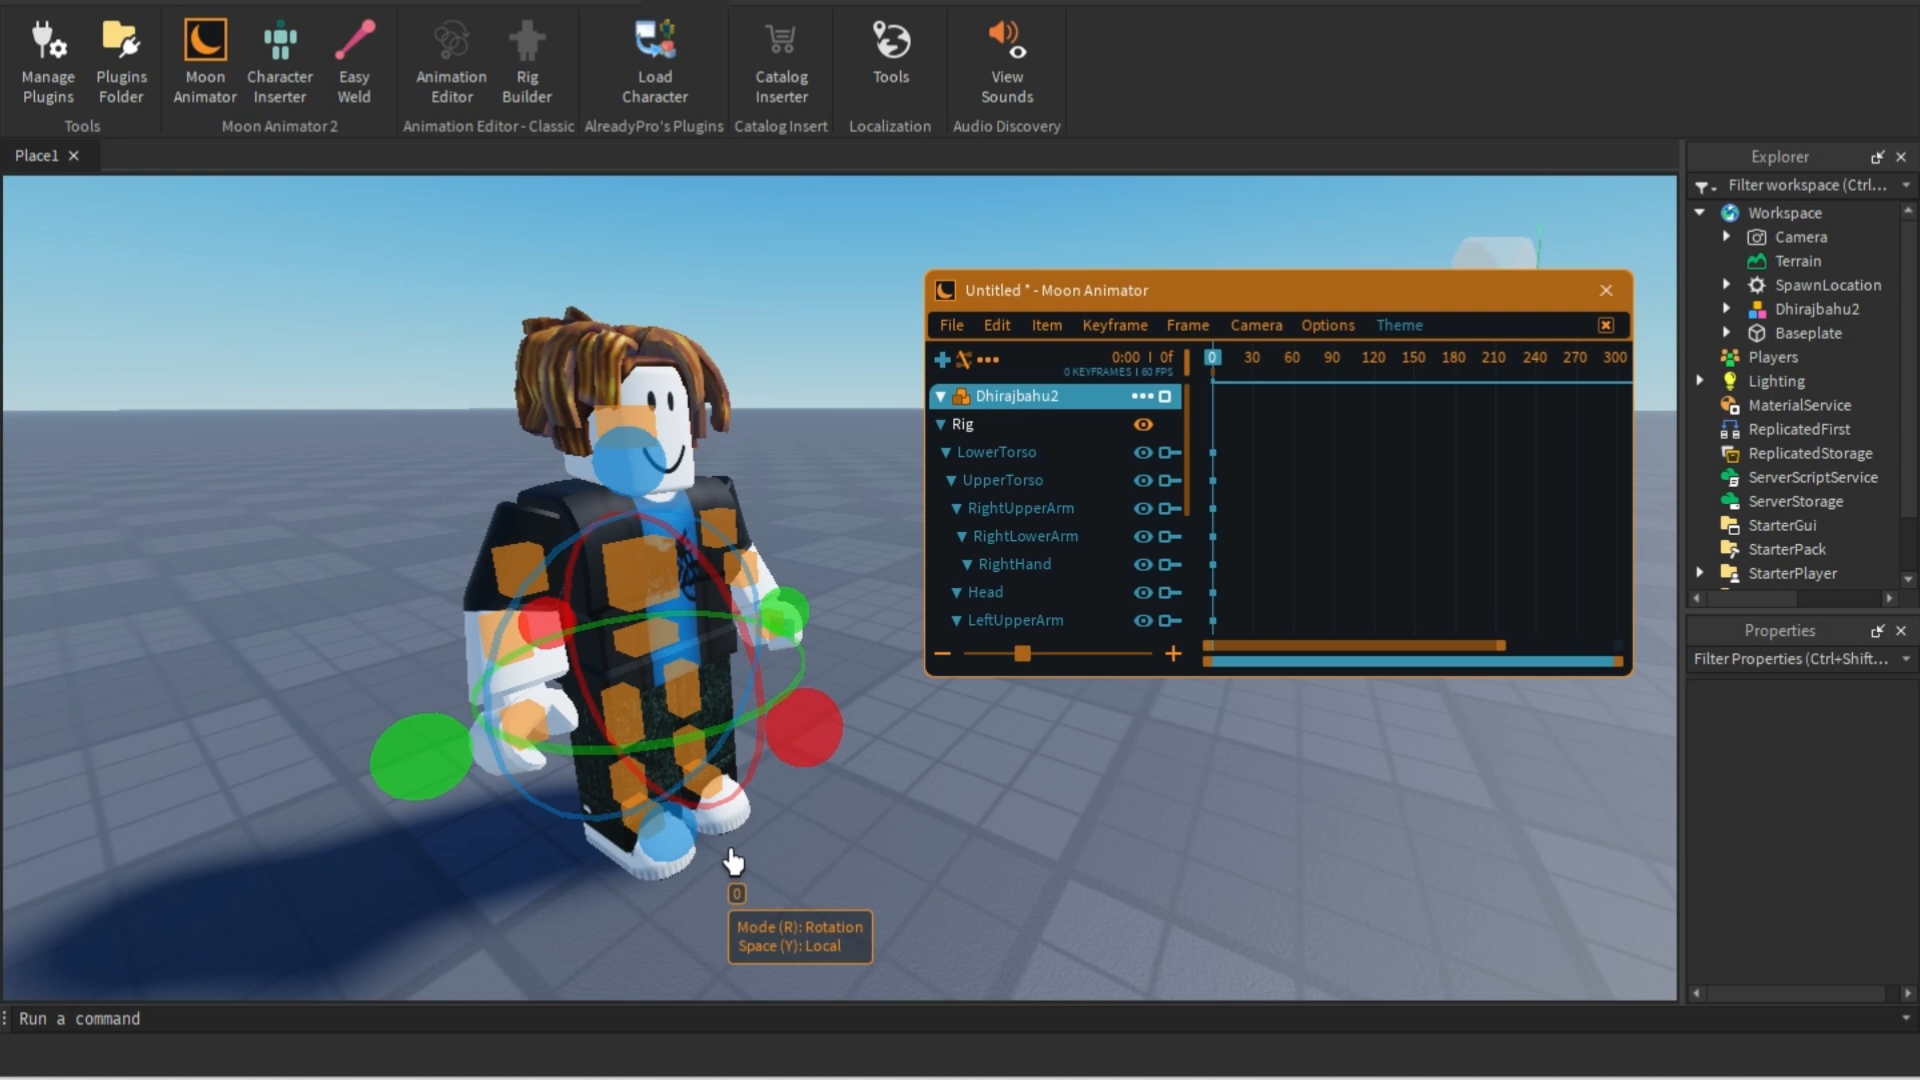 Manage Plugins
Plugins Folder
Moon Animator
Character Inserter
Easy Weld
Animation Editor
Rig Builder
Load Character
Catalog Inserter
Tools
View Sounds
Tools
Moon Animator 2
Animation Editor - Classic
AlreadyPro's Plugins
Catalog Insert
Localization
Audio Discovery
Place1
Untitled * - Moon Animator
File Edit Item Keyframe Frame Camera Options Theme
0:00 | 0f
0 KEYFRAMES | 60 FPS
0 30 60 90 120 150 180 210 240 270 300
Dhirajbahu2
Rig
LowerTorso
UpperTorso
RightUpperArm
RightLowerArm
RightHand
Head
LeftUpperArm
0
Mode (R): Rotation
Space (Y): Local
Explorer
Filter workspace (Ctrl...
Workspace
Camera
Terrain
SpawnLocation
Dhirajbahu2
Baseplate
Players
Lighting
MaterialService
ReplicatedFirst
ReplicatedStorage
ServerScriptService
ServerStorage
StarterGui
StarterPack
StarterPlayer
Properties
Filter Properties (Ctrl+Shift...
Run a command